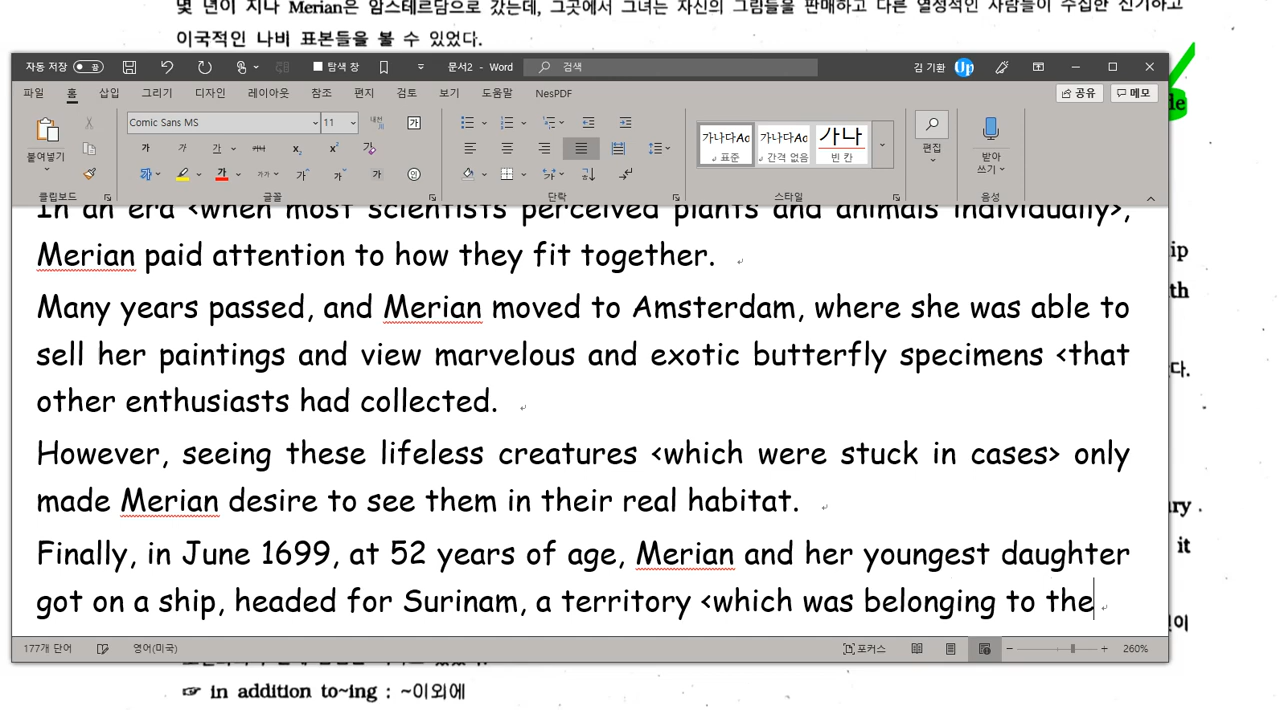 몇 년이 지나 Merian은 암스테르담으로 갔는데, 그곳에서 그녀는 자신의 그림들을 판매하고 다른 열정적인 사람들이 수집한 신기하고
이국적인 나비 표본들을 볼 수 있었다.
자동 저장 끔 탐색 창 문서2 - Word 검색 김 기환
파일 홈 삽입 그리기 디자인 레이아웃 참조 편지 검토 보기 도움말 NesPDF 공유 메모
붙여넣기 Comic Sans MS 11 가나다Ac 표준 가나다Ac 간격 없음 가나 빈 칸 편집 받아쓰기
클립보드 글꼴 단락 스타일 음성
In an era <when most scientists perceived plants and animals individually>,
Merian paid attention to how they fit together.
Many years passed, and Merian moved to Amsterdam, where she was able to
sell her paintings and view marvelous and exotic butterfly specimens <that
other enthusiasts had collected.
However, seeing these lifeless creatures <which were stuck in cases> only
made Merian desire to see them in their real habitat.
Finally, in June 1699, at 52 years of age, Merian and her youngest daughter
got on a ship, headed for Surinam, a territory <which was belonging to the
177개 단어 영어(미국) 포커스 260%
☞ in addition to~ing : ~이외에